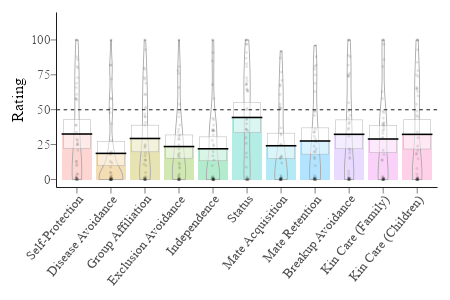 100
75
50
25
0
Rating
Self-Protection
Disease Avoidance
Group Affiliation
Exclusion Avoidance
Independence
Status
Mate Acquisition
Mate Retention
Breakup Avoidance
Kin Care (Family)
Kin Care (Children)